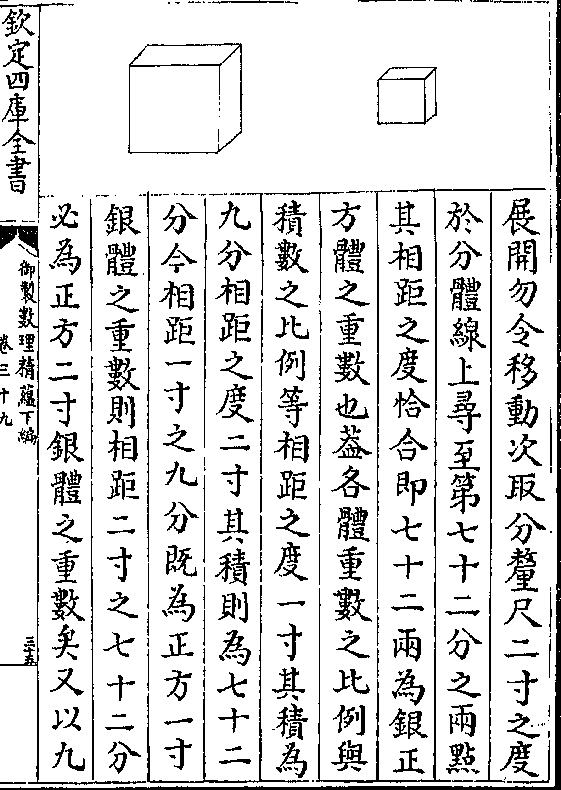 展開勿令移動次取分釐尺二寸之度
於分體線上尋至第七十二分之兩點
其相距之度恰合即七十二兩為銀正
方體之重數也葢各體重數之比例與
積數之比例等相距之度一寸其積為
九分相距之度二寸其積則為七十二
分今相距一寸之九分既為正方一寸
銀體之重數則相距二寸之七十二分
必為正方二寸銀體之重數矣又以九
欽定四庫全書
御製數理精蘊下編
卷三十九
三十五